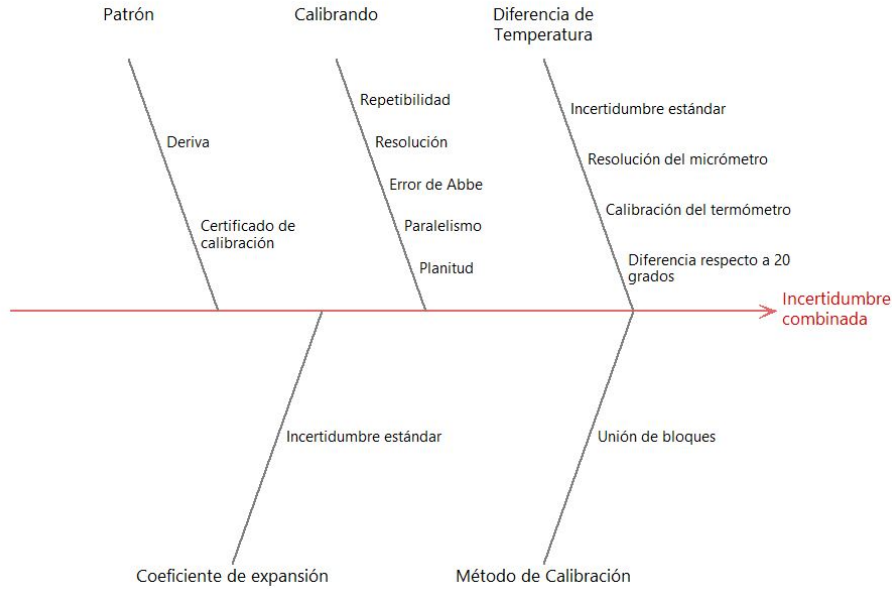 Patrón
Calibrando
Diferencia de
Temperatura
Repetibilidad
Incertidumbre estándar
Deriva
Resolución
Resolución del micrómetro
Error de Abbe
Calibración del termómetro
Certificado de
calibración
Paralelismo
Planitud
Diferencia respecto a 20
grados
Incertidumbre
combinada
Incertidumbre estándar
Unión de bloques
Coeficiente de expansión
Método de Calibración